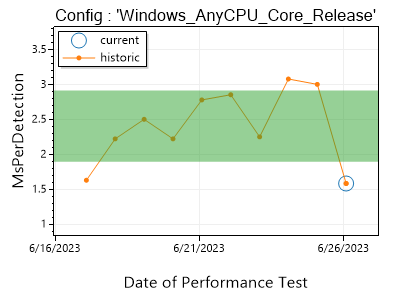 Config : 'Windows_AnyCPU_Core_Release'
current
historic
3.5
3
2.5
2
1.5
1
MsPerDetection
6/16/2023
6/21/2023
6/26/2023
Date of Performance Test